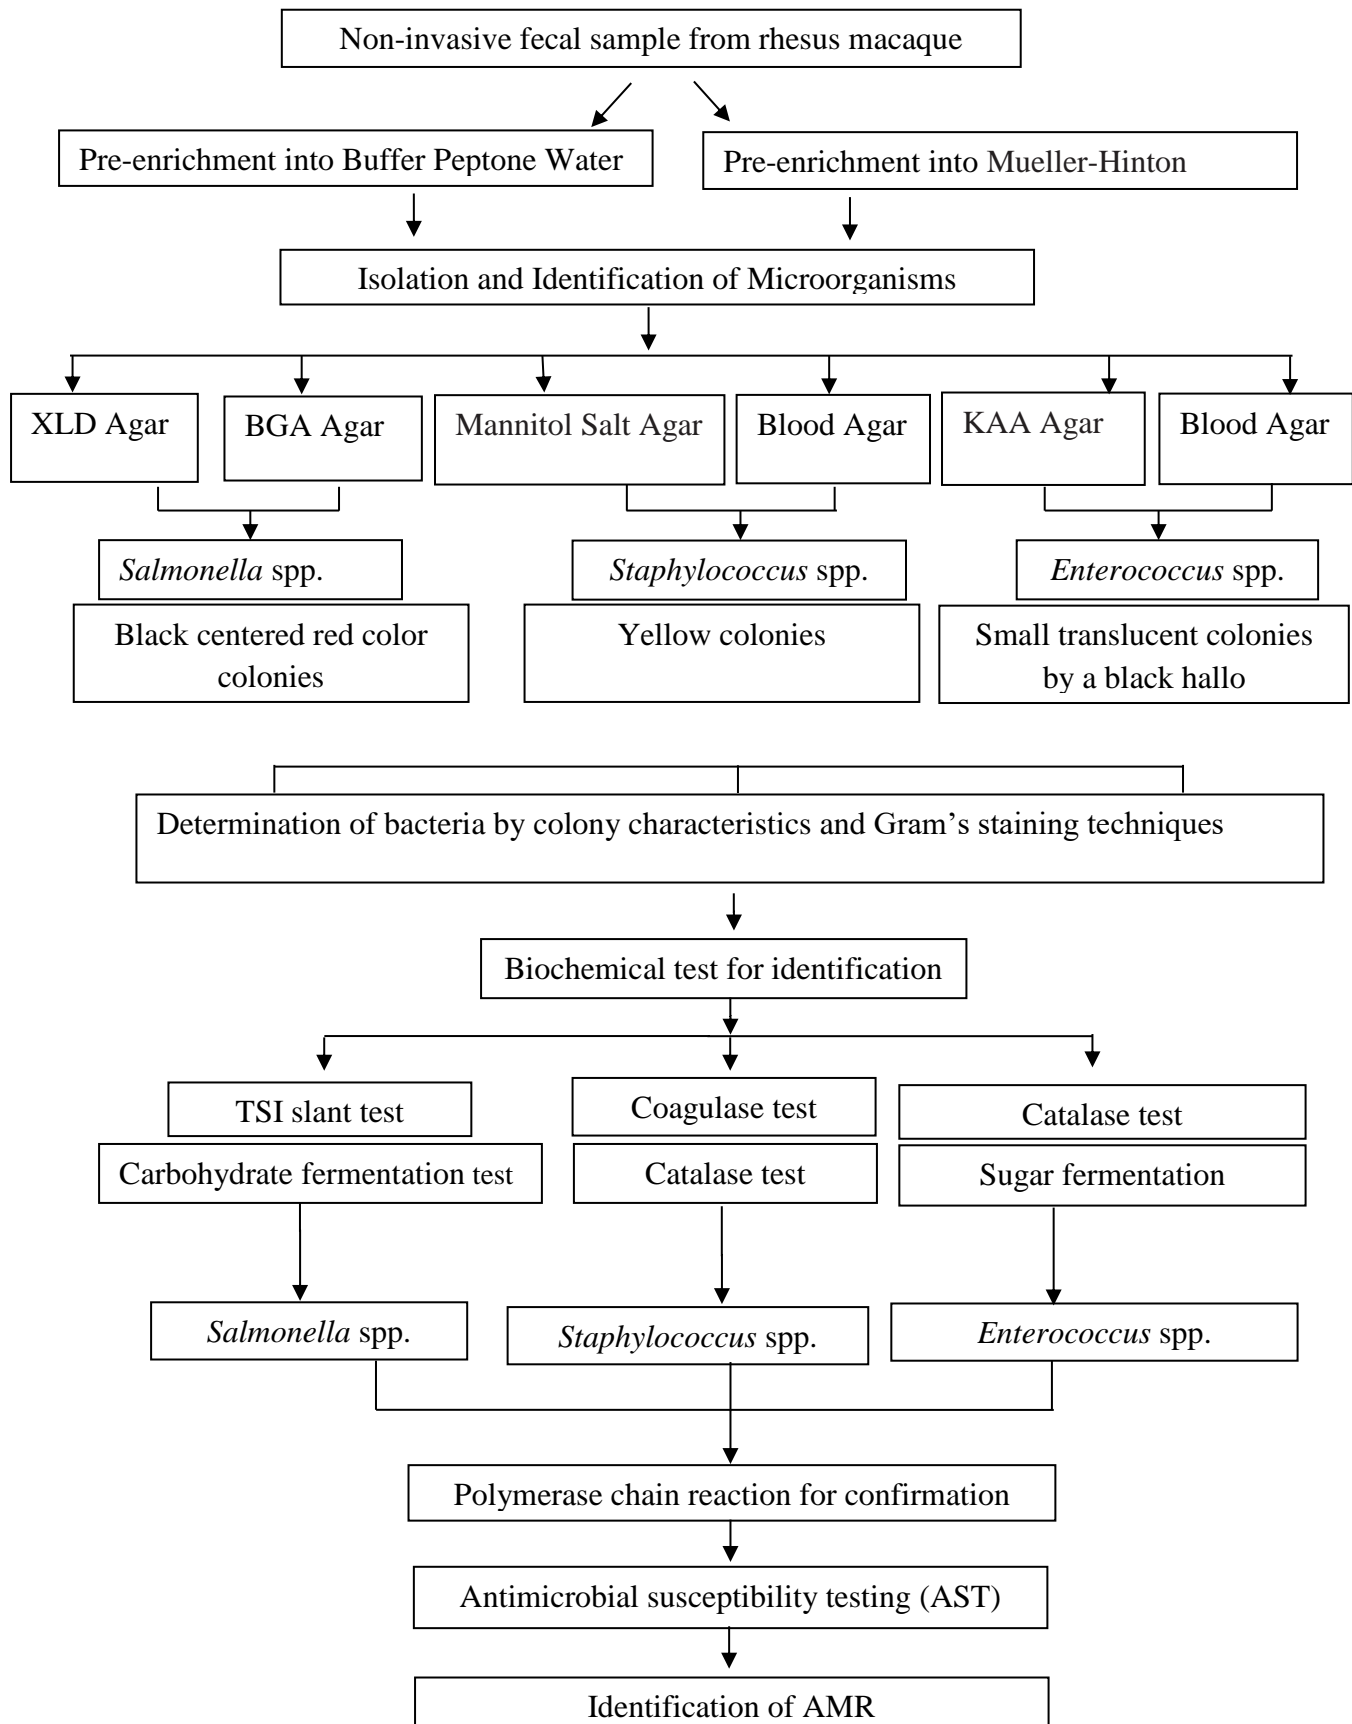 Non-invasive fecal sample from rhesus macaque
Pre-enrichment into Buffer Peptone Water
Pre-enrichment into Mueller-Hinton
Isolation and Identification of Microorganisms
XLD Agar
BGA Agar
Mannitol Salt Agar
Blood Agar
KAA Agar
Blood Agar
Salmonella spp.
Staphylococcus spp.
Enterococcus spp.
Black centered red color
colonies
Yellow colonies
Small translucent colonies
by a black hallo
Determination of bacteria by colony characteristics and Gram’s staining techniques
Biochemical test for identification
TSI slant test
Coagulase test
Catalase test
Carbohydrate fermentation test
Catalase test
Sugar fermentation
Salmonella spp.
Staphylococcus spp.
Enterococcus spp.
Polymerase chain reaction for confirmation
Antimicrobial susceptibility testing (AST)
Identification of AMR